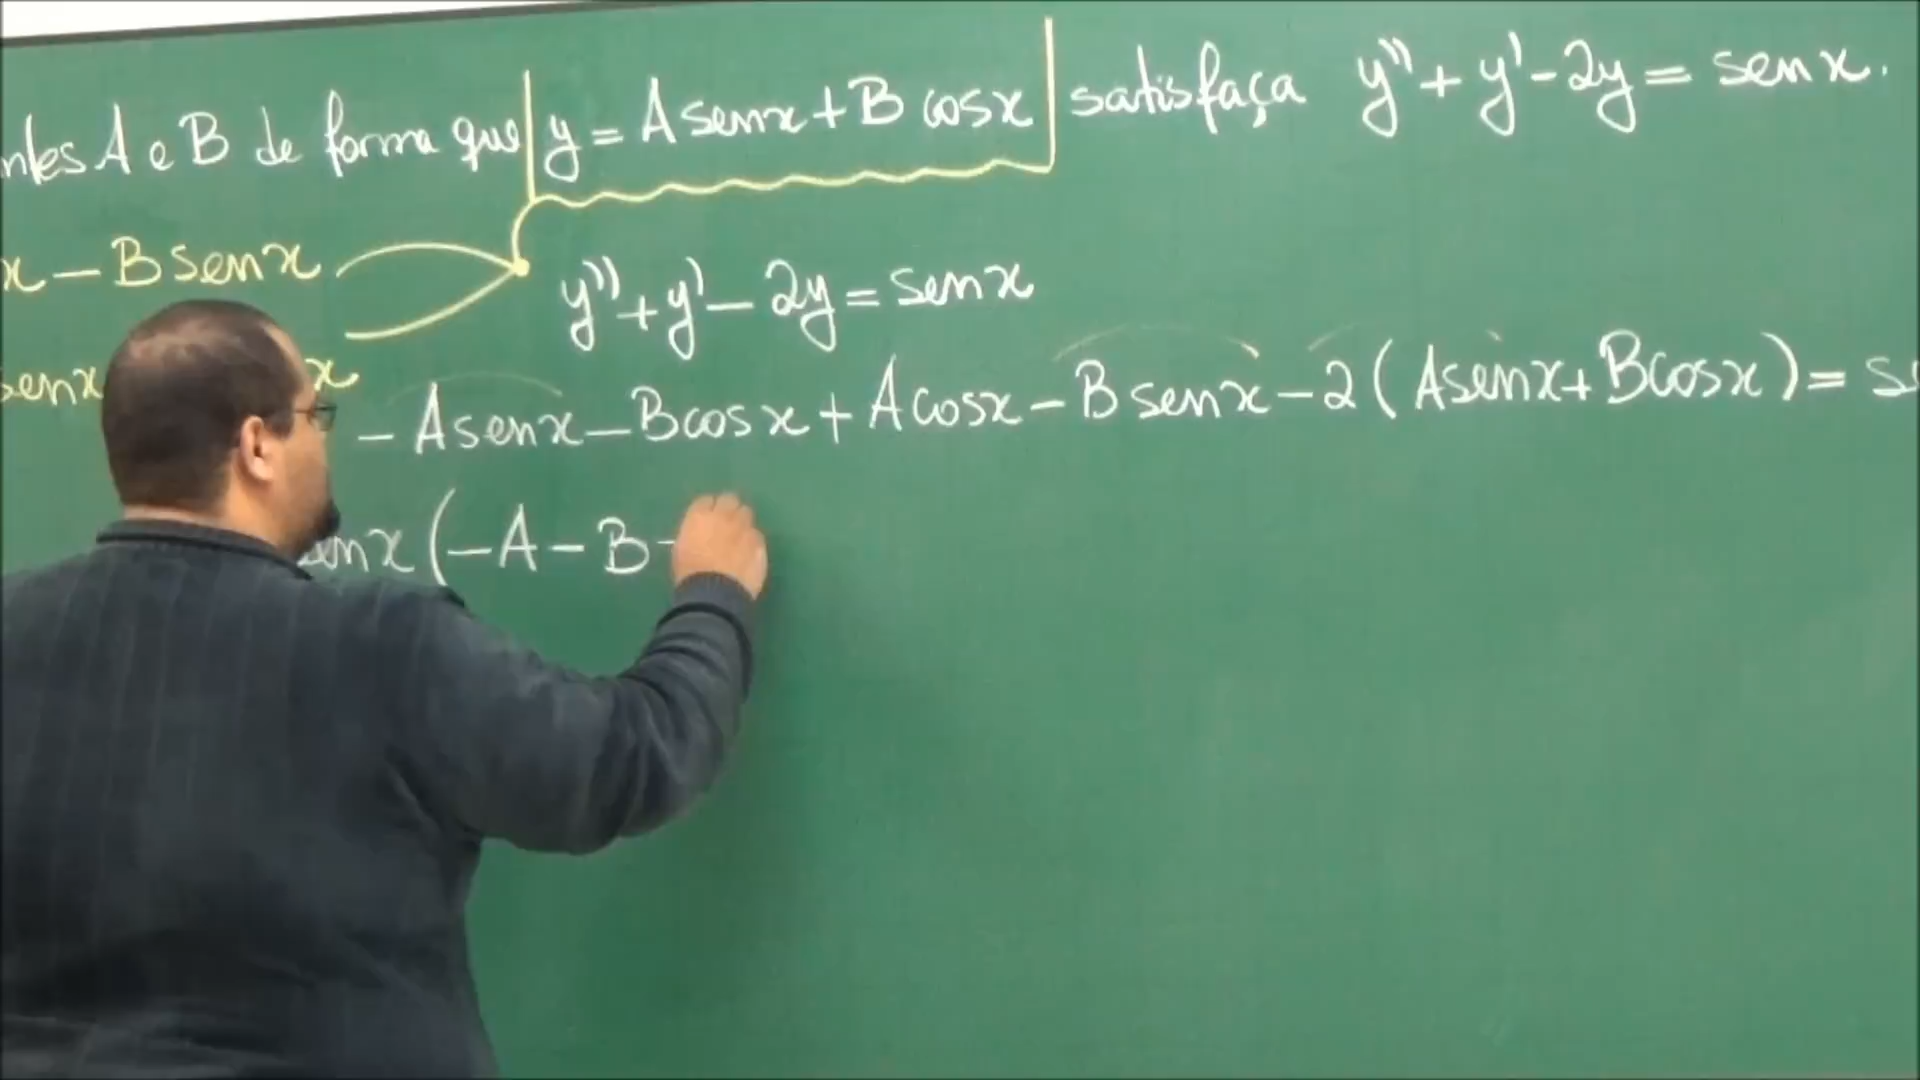 ntes A e B de forma que y = A senx + B cosx satisfaça y'' + y' - 2y = sen x.
x - B senx
y'' + y' - 2y = sen x
senx x
- A senx - B cos x + A cosx - B senx - 2 ( A senx + B cosx ) = s
senx ( - A - B -